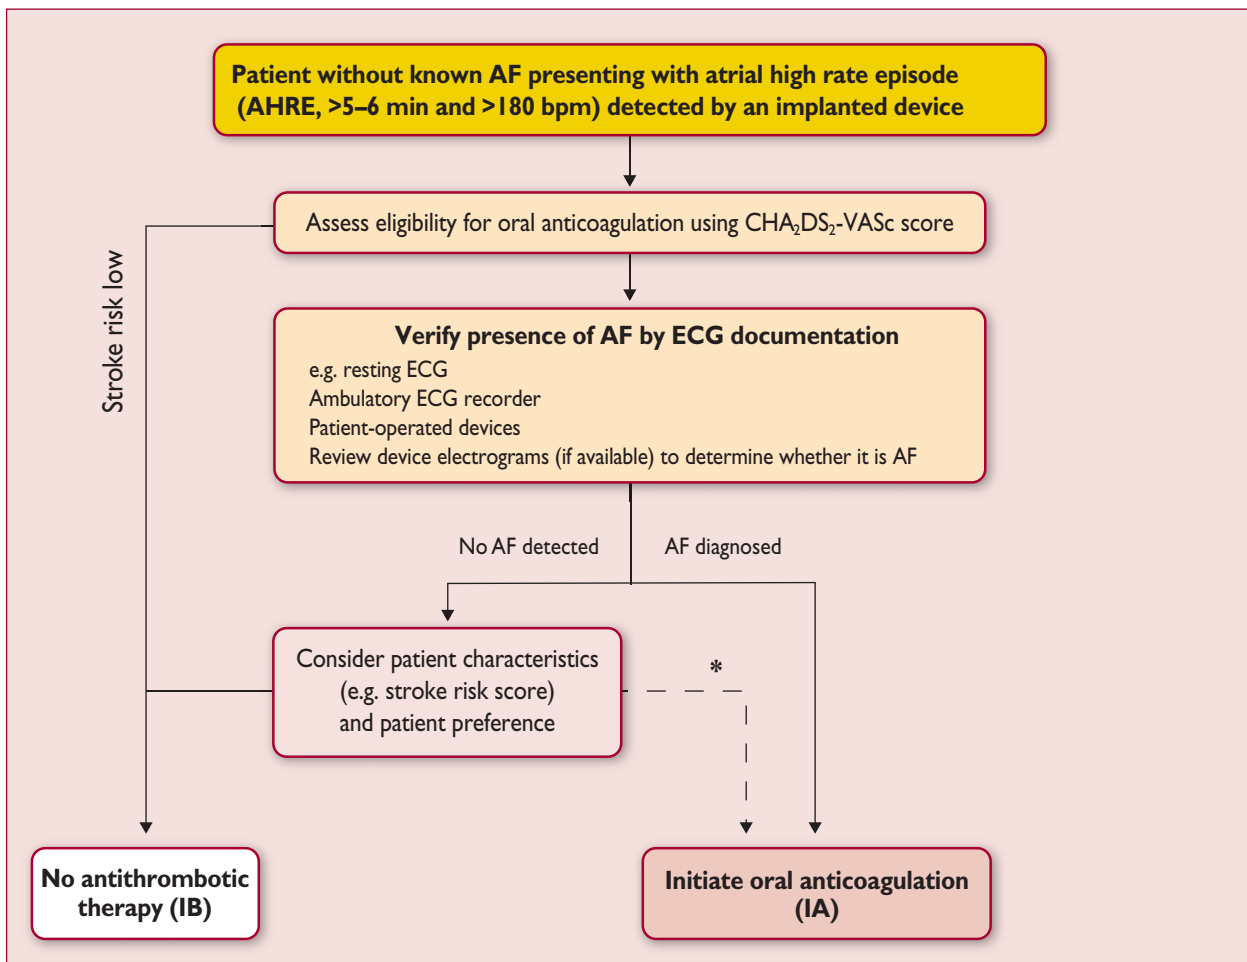 Patient without known AF presenting with atrial high rate episode
(AHRE, >5–6 min and >180 bpm) detected by an implanted device
Assess eligibility for oral anticoagulation using CHA₂DS₂-VASc score
Stroke risk low
Verify presence of AF by ECG documentation
e.g. resting ECG
Ambulatory ECG recorder
Patient-operated devices
Review device electrograms (if available) to determine whether it is AF
No AF detected
AF diagnosed
Consider patient characteristics
(e.g. stroke risk score)
and patient preference
*
No antithrombotic
therapy (IB)
Initiate oral anticoagulation
(IA)